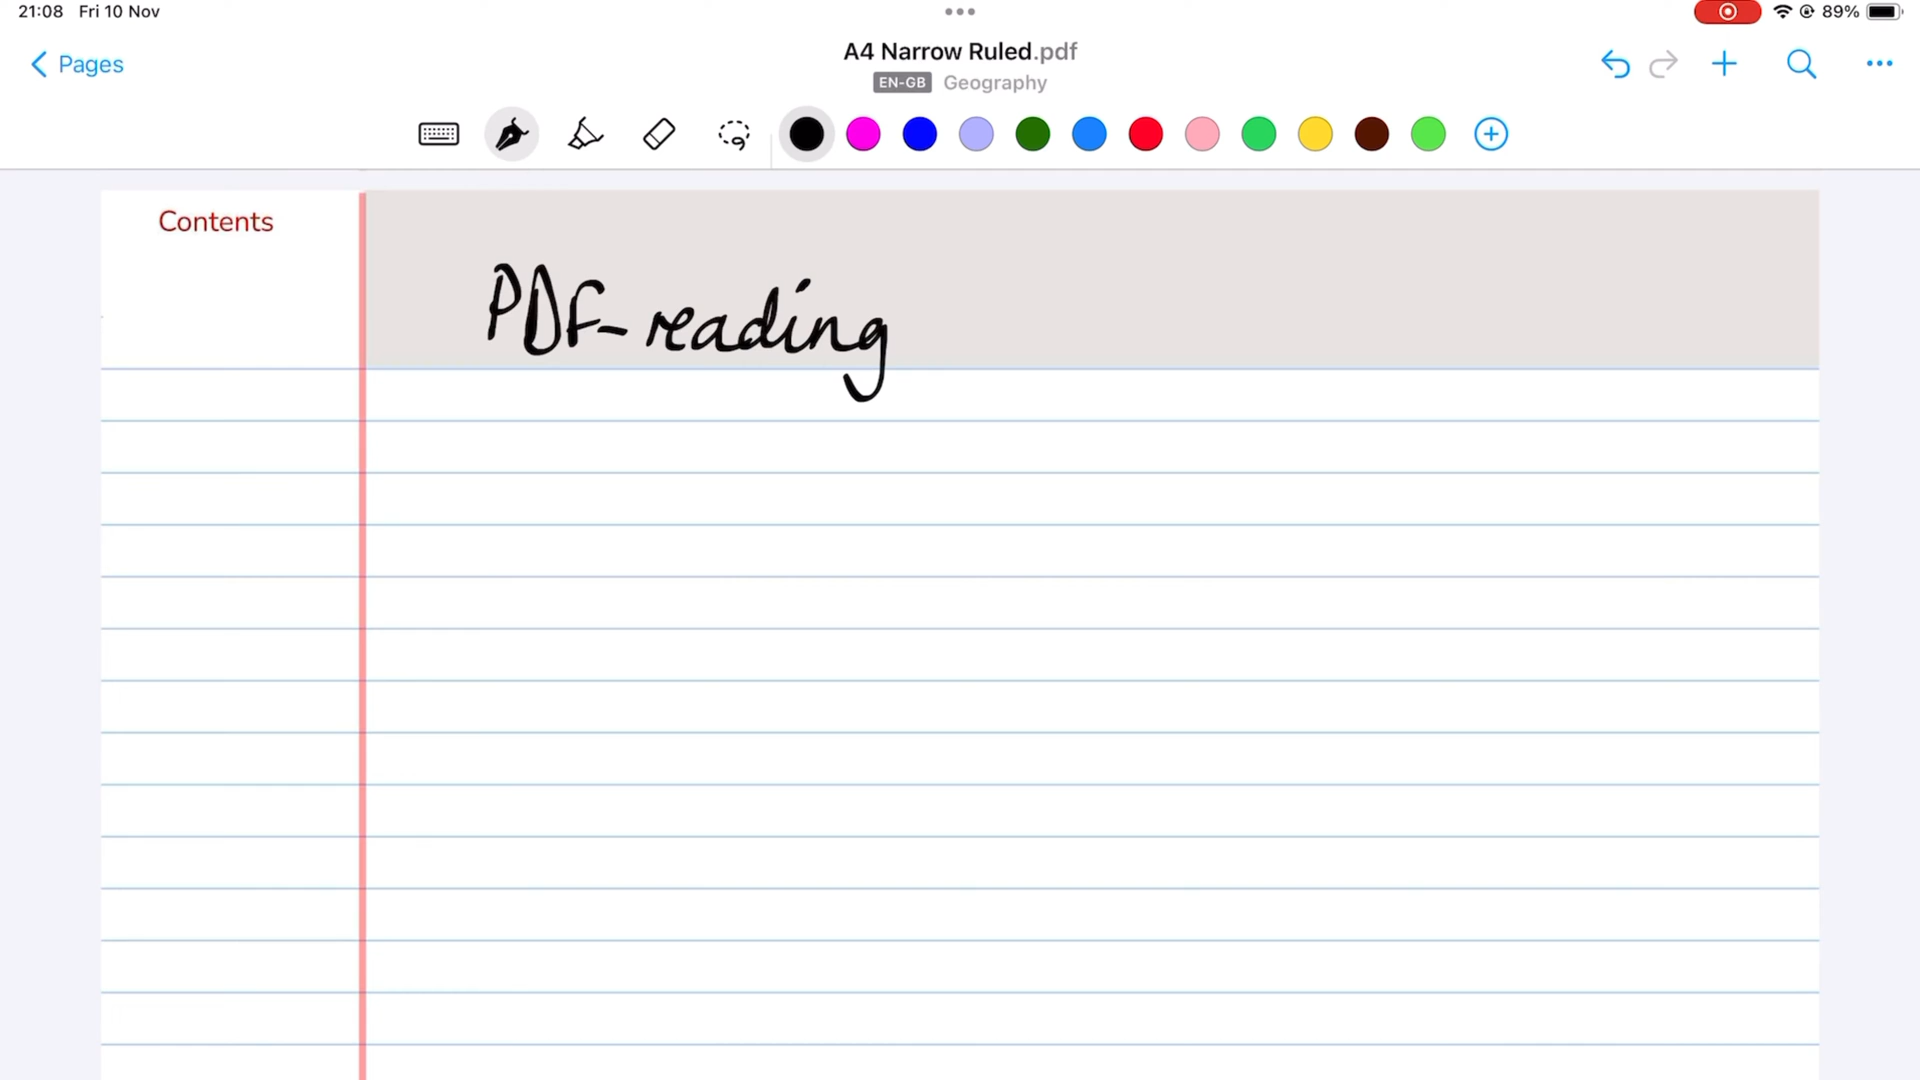 21:08 Fri 10 Nov
89%
Pages
A4 Narrow Ruled.pdf
EN-GB Geography
Contents
PDF-reading